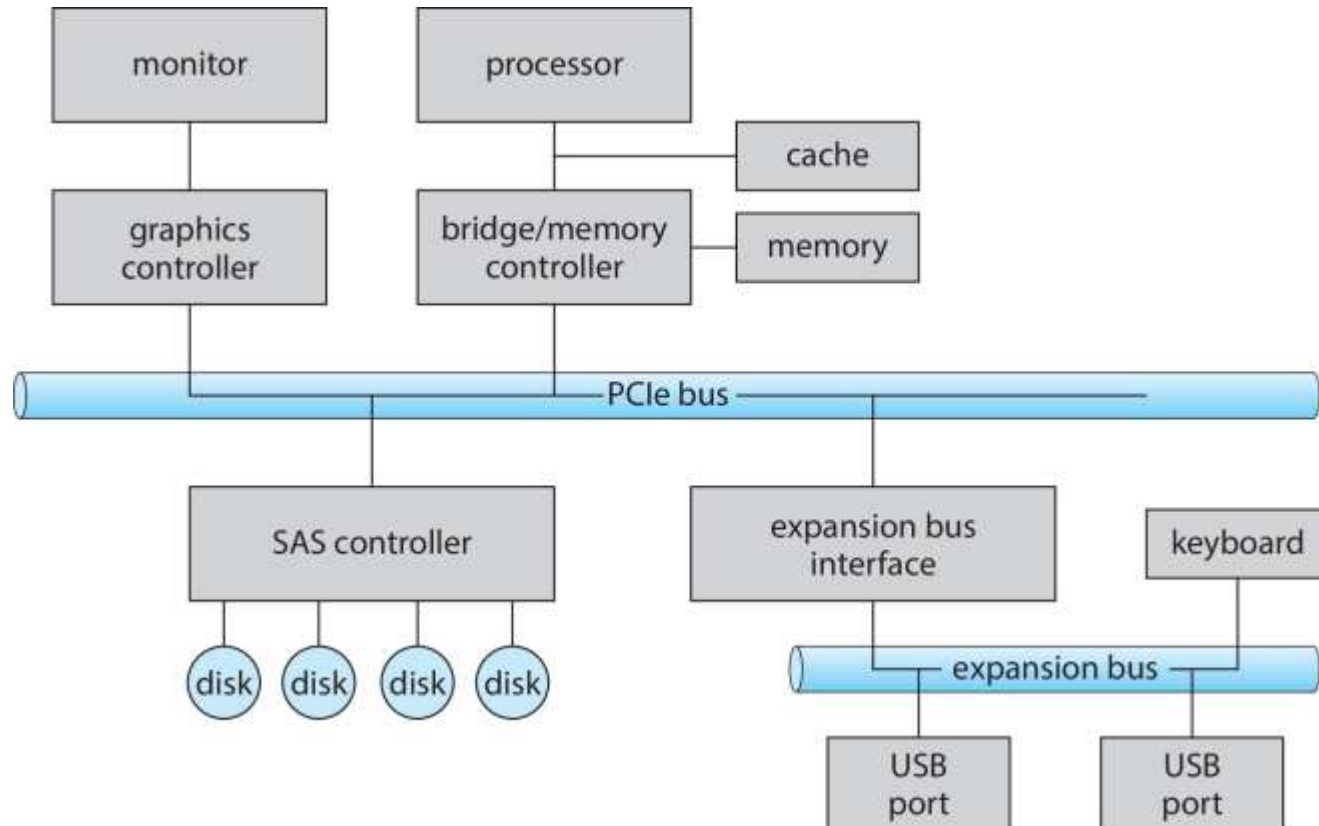 monitor
processor
cache
graphics
controller
bridge/memory
controller
memory
PCIe bus
SAS controller
expansion bus
interface
keyboard
disk
disk
disk
disk
expansion bus
USB
port
USB
port